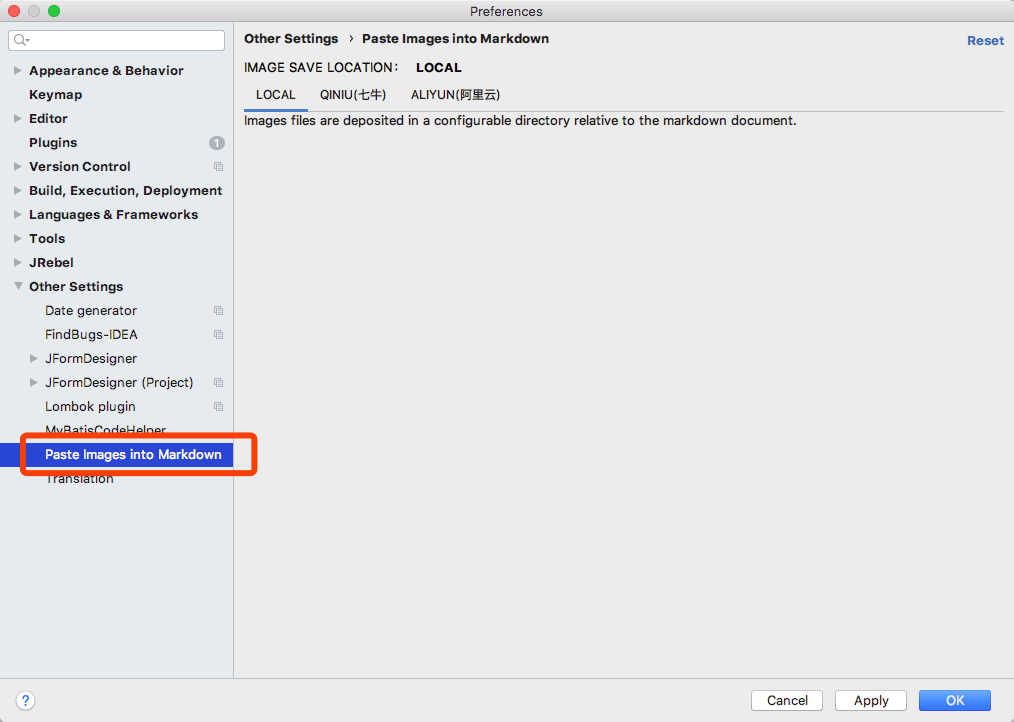 Preferences
Appearance & Behavior
Keymap
Editor
Plugins 1
Version Control
Build, Execution, Deployment
Languages & Frameworks
Tools
JRebel
Other Settings
Date generator
FindBugs-IDEA
JFormDesigner
JFormDesigner (Project)
Lombok plugin
MyBatisCodeHelper
Paste Images into Markdown
Translation
Other Settings › Paste Images into Markdown
Reset
IMAGE SAVE LOCATION: LOCAL
LOCAL QINIU(七牛) ALIYUN(阿里云)
Images files are deposited in a configurable directory relative to the markdown document.
? Cancel Apply OK